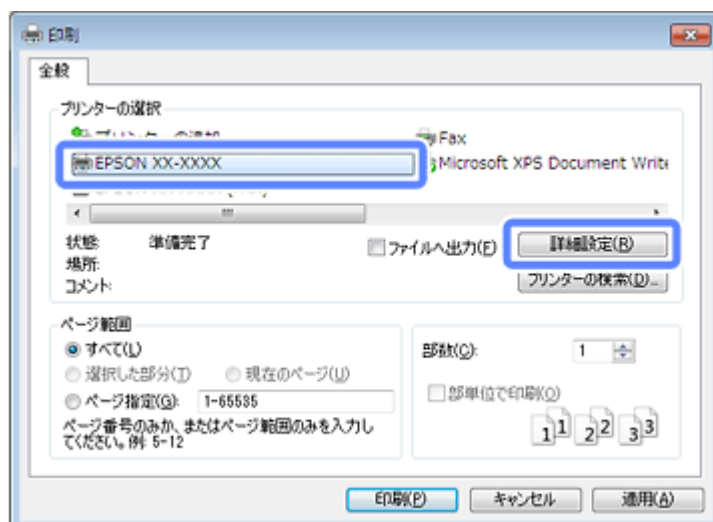 印刷
全般
プリンターの選択
Fax
EPSON XX-XXXX
Microsoft XPS Document Write
状態: 準備完了
ファイルへ出力(F)
詳細設定(R)
場所:
コメント:
プリンターの検索(D)...
ページ範囲
すべて(L)
選択した部分(T) 現在のページ(U)
ページ指定(G): 1-65535
ページ番号のみか、またはページ範囲のみを入力し
てください。例: 5-12
部数(C): 1
部単位で印刷(O)
11 22 33
印刷(P) キャンセル 適用(A)